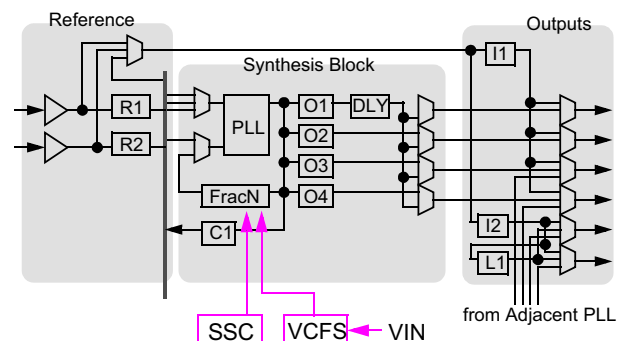 Reference
Outputs
Synthesis Block
I1
R1
R2
PLL
O1
DLY
O2
O3
O4
FracN
C1
I2
L1
from Adjacent PLL
SSC
VCFS
VIN